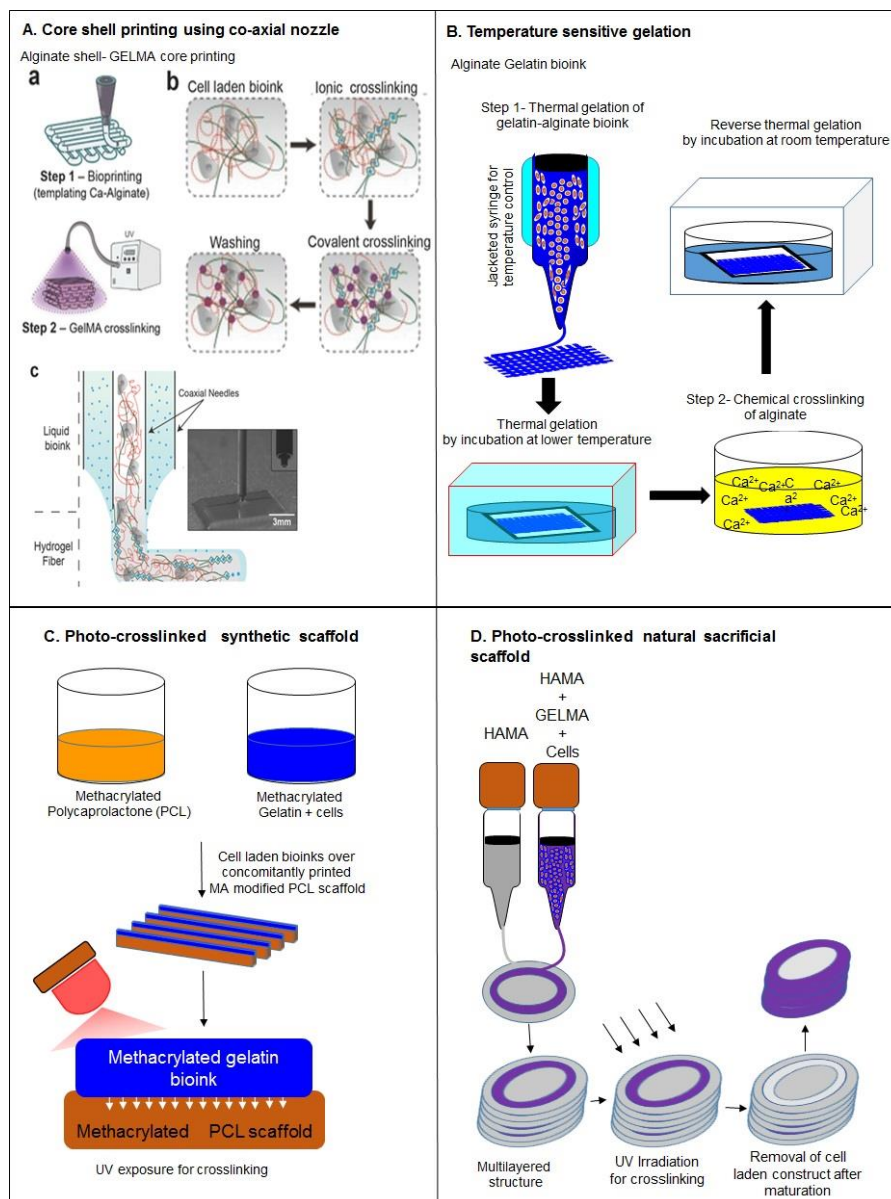 A. Core shell printing using co-axial nozzle
Alginate shell- GELMA core printing
a
Step 1 – Bioprinting
(templating Ca-Alginate)
UV
Step 2 – GelMA crosslinking
b
Cell laden bioink
Ionic crosslinking
Washing
Covalent crosslinking
c
Coaxial Needles
Liquid
bioink
Hydrogel
Fiber
3mm
B. Temperature sensitive gelation
Alginate Gelatin bioink
Step 1- Thermal gelation of
gelatin-alginate bioink
Jacketed syringe for
temperature control
Reverse thermal gelation
by incubation at room temperature
Thermal gelation
by incubation at lower temperature
Step 2- Chemical crosslinking
of alginate
Ca2+
Ca2+C
a2
Ca2+
Ca2+
Ca2+
Ca2+
Ca2+
C. Photo-crosslinked synthetic scaffold
Methacrylated
Polycaprolactone (PCL)
Methacrylated
Gelatin + cells
Cell laden bioinks over
concomitantly printed
MA modified PCL scaffold
Methacrylated gelatin
bioink
Methacrylated PCL scaffold
UV exposure for crosslinking
D. Photo-crosslinked natural sacrificial
scaffold
HAMA
HAMA
+
GELMA
+
Cells
Multilayered
structure
UV Irradiation
for crosslinking
Removal of cell
laden construct after
maturation